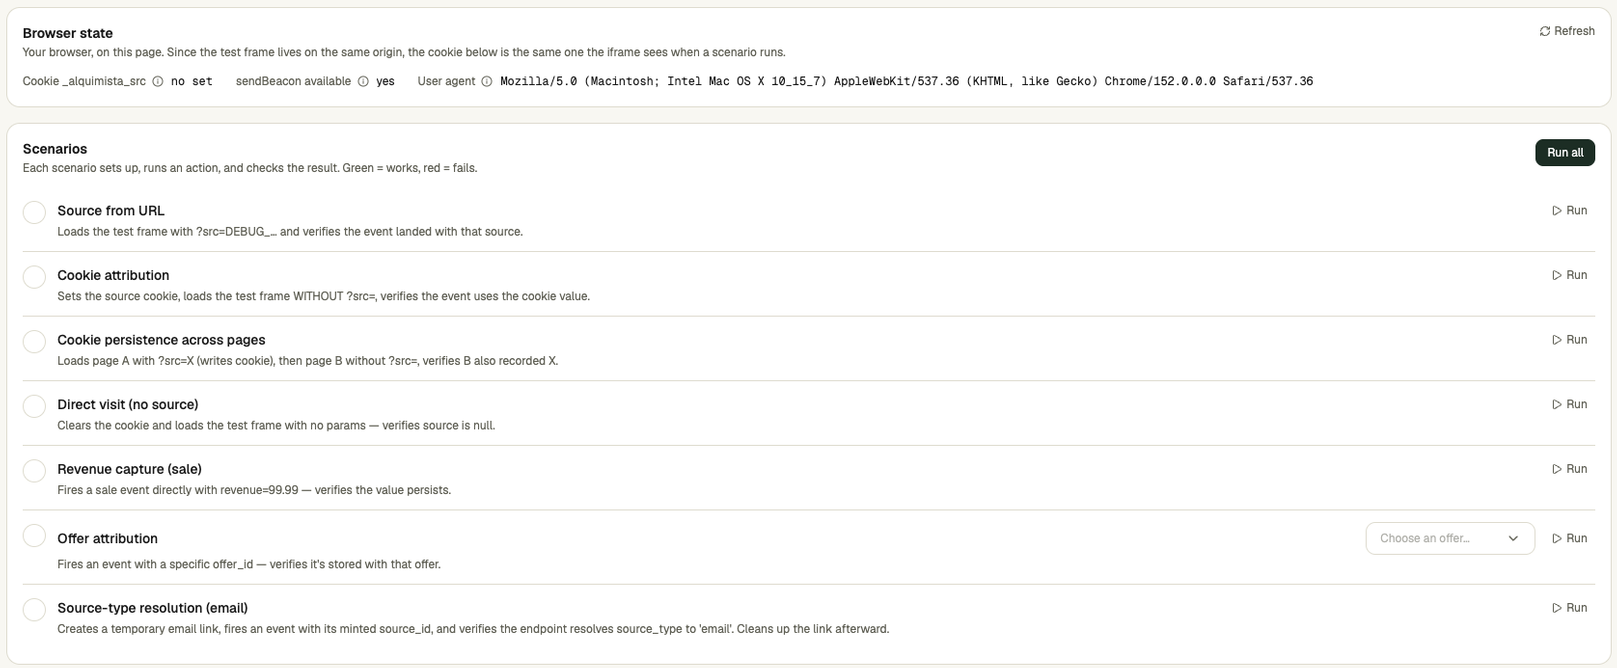 Browser state
Refresh
Your browser, on this page. Since the test frame lives on the same origin, the cookie below is the same one the iframe sees when a scenario runs.
Cookie _alquimista_src no set sendBeacon available yes User agent Mozilla/5.0 (Macintosh; Intel Mac OS X 10_15_7) AppleWebKit/537.36 (KHTML, like Gecko) Chrome/152.0.0.0 Safari/537.36
Scenarios
Run all
Each scenario sets up, runs an action, and checks the result. Green = works, red = fails.
Source from URL
Run
Loads the test frame with ?src=DEBUG_… and verifies the event landed with that source.
Cookie attribution
Run
Sets the source cookie, loads the test frame WITHOUT ?src=, verifies the event uses the cookie value.
Cookie persistence across pages
Run
Loads page A with ?src=X (writes cookie), then page B without ?src=, verifies B also recorded X.
Direct visit (no source)
Run
Clears the cookie and loads the test frame with no params — verifies source is null.
Revenue capture (sale)
Run
Fires a sale event directly with revenue=99.99 — verifies the value persists.
Offer attribution
Choose an offer…
Run
Fires an event with a specific offer_id — verifies it's stored with that offer.
Source-type resolution (email)
Run
Creates a temporary email link, fires an event with its minted source_id, and verifies the endpoint resolves source_type to 'email'. Cleans up the link afterward.